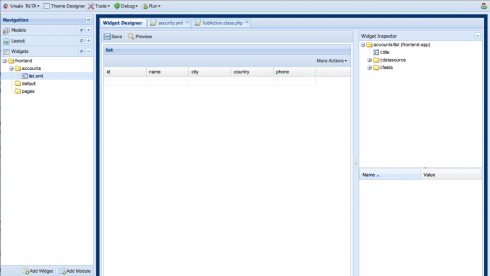 Studio BETA
Theme Designer
Tools
Debug
Run
Navigation
Models
Layout
Widgets
frontend
accounts
list.xml
default
pages
Add Widget
Add Module
Widget Designer
security.yml
listAction.class.php
Save
Preview
list
More Actions
id name city country phone
Widget Inspector
accounts/list (frontend-app)
i:title
i:datasource
i:fields
Name Value